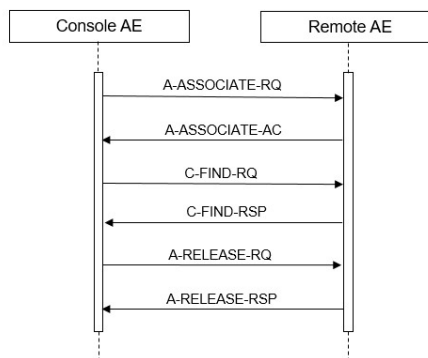 Console AE
Remote AE
A-ASSOCIATE-RQ
A-ASSOCIATE-AC
C-FIND-RQ
C-FIND-RSP
A-RELEASE-RQ
A-RELEASE-RSP